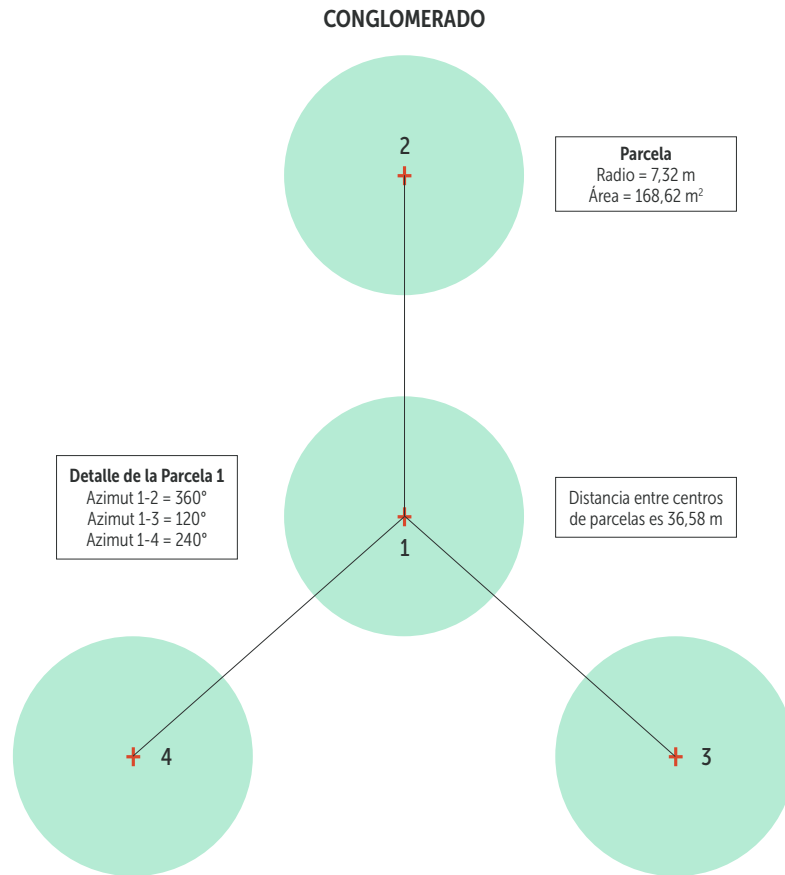 CONGLOMERADO
2
Parcela
Radio = 7,32 m
Área = 168,62 m²
Detalle de la Parcela 1
Azimut 1-2 = 360°
Azimut 1-3 = 120°
Azimut 1-4 = 240°
Distancia entre centros
de parcelas es 36,58 m
1
4
3